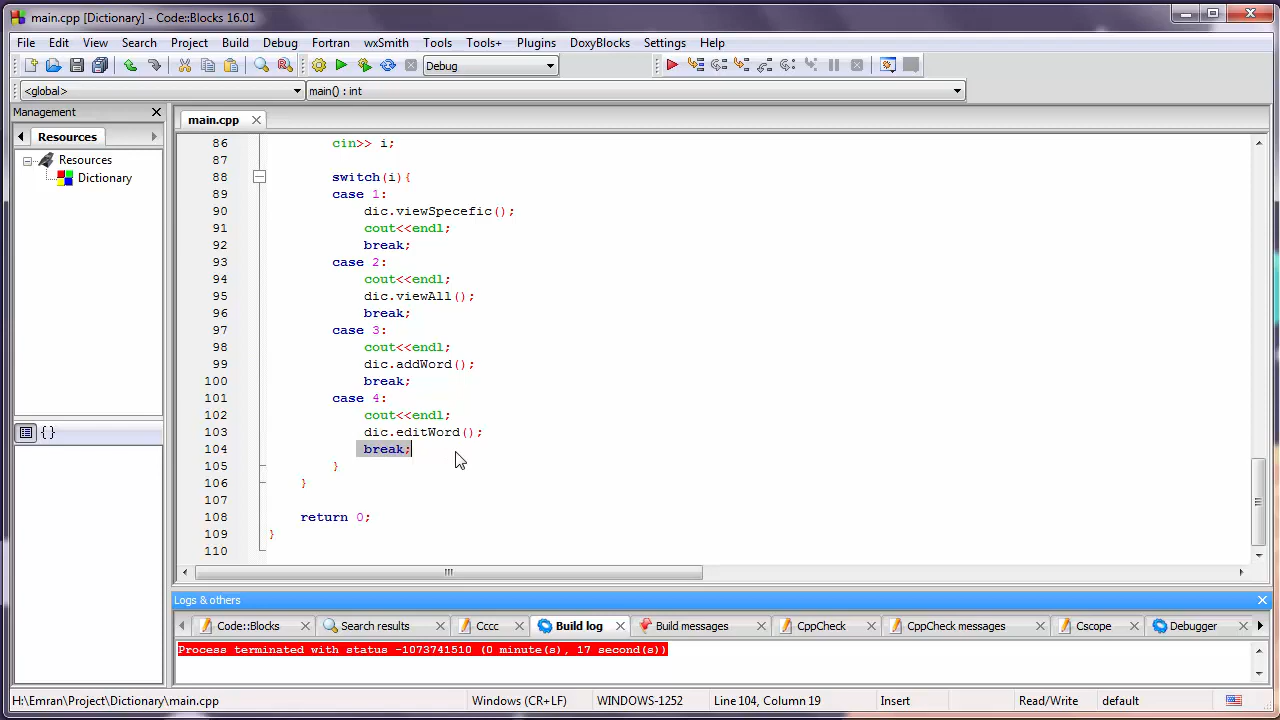 main.cpp [Dictionary] - Code::Blocks 16.01
File Edit View Search Project Build Debug Fortran wxSmith Tools Tools+ Plugins DoxyBlocks Settings Help
Debug
<global> main() : int
Management
Resources
Resources
Dictionary
{}
main.cpp
86 cin>> i;
87
88 switch(i){
89 case 1:
90 dic.viewSpecefic();
91 cout<<endl;
92 break;
93 case 2:
94 cout<<endl;
95 dic.viewAll();
96 break;
97 case 3:
98 cout<<endl;
99 dic.addWord();
100 break;
101 case 4:
102 cout<<endl;
103 dic.editWord();
104 break;
105 }
106 }
107
108 return 0;
109 }
110
Logs & others
Code::Blocks Search results Cccc Build log Build messages CppCheck CppCheck messages Cscope Debugger
Process terminated with status -1073741510 (0 minute(s), 17 second(s))
H:\Emran\Project\Dictionary\main.cpp Windows (CR+LF) WINDOWS-1252 Line 104, Column 19 Insert Read/Write default